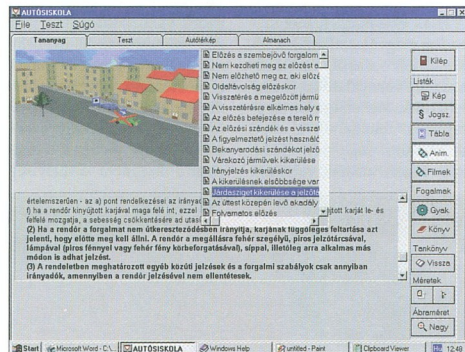 AUTÓSISKOLA
File Teszt Súgó
Tananyag Teszt Autótérkép Almanach
Előzés a szembejövő forgalom
Nem kezdheti meg az előzést a
Nem előzhető meg az, aki előzé
Oldaltávolság előzéskor
Visszatérés a megelőzött jármű
A visszatérésre alkalmas hely s
Az előzés befejezése a terelő ny
Az előzési szándék és a visszat
A figyelmeztető jelzést használó
Bekanyarodási szándékot jelző
Várakozó járművek kikerülése
Irányjelzés kikerüléskor
A kikerülésnek elsőbbsége van
Járdasziget kikerülése a jelzőtá
Az úttest közepén levő akadály
Folyamatos előzés
Kilép
Listák
Kép
§ Jogsz.
Tábla
Anim.
Filmek
Fogalmak
Gyak
Könyv
Tankönyv
Vissza
Méretek
Ábraméret
Nagy
értelemszerűen - az a) pont rendelkezései az irányadó
f) ha a rendőr kinyújtott karjával maga felé int, ezzel jtott karját le- és
felfelé mozgatja, a sebesség csökkentésére ad utasí
(2) Ha a rendőr a forgalmat nem útkereszteződésben irányítja, karjának függőleges feltartása azt
jelenti, hogy előtte meg kell állni. A rendőr a megállásra fehér szegélyű, piros jelzőtárcsával,
lámpával (piros fénnyel vagy fehér fény körbeforgatásával), síppal, illetőleg arra alkalmas más
módon is adhat jelzést.
(3) A rendeletben meghatározott egyéb közúti jelzések és a forgalmi szabályok csak annyiban
irányadók, amennyiben a rendőr jelzésével nem ellentétesek.
Start Microsoft Word - C:\... AUTÓSISKOLA Windows Help untitled - Paint Clipboard Viewer 12:48